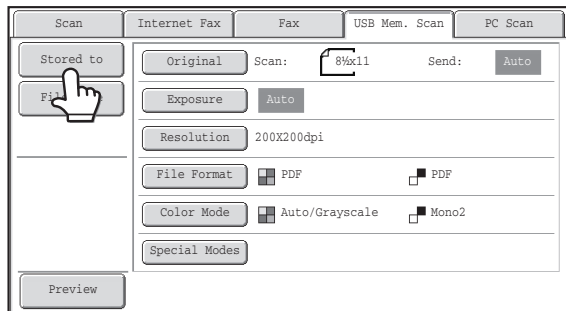 Scan Internet Fax Fax USB Mem. Scan PC Scan
Stored to
Original Scan: 8½x11 Send: Auto
Exposure Auto
Resolution 200X200dpi
File Format PDF PDF
Color Mode Auto/Grayscale Mono2
Special Modes
Preview